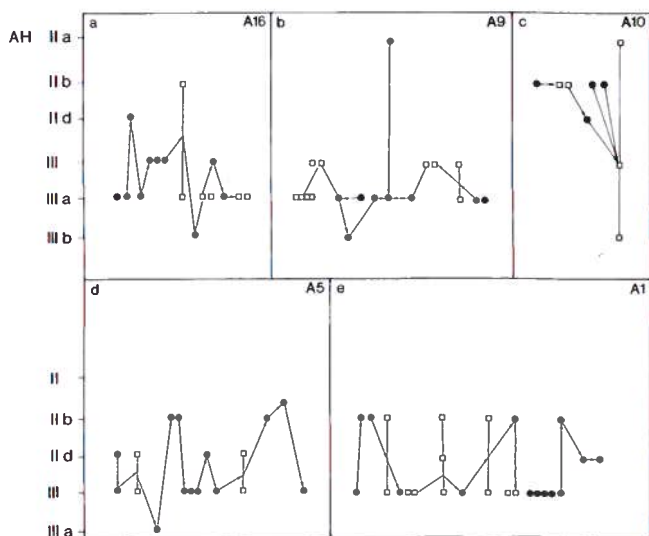 a A16 b A9 c A10
AH II a
II b
II d
III
III a
III b
d A5 e A1
II
II b
II d
III
III a